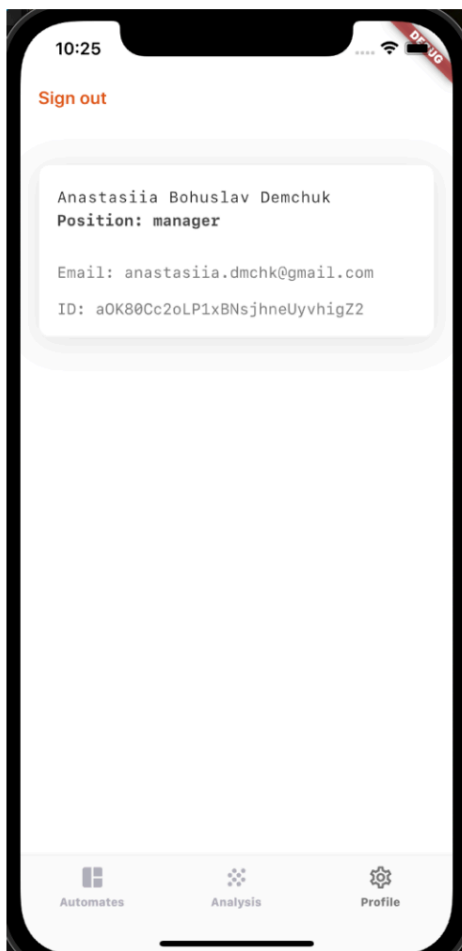 10:25
DEBUG
Sign out
Anastasiia Bohuslav Demchuk
Position: manager
Email: anastasiia.dmchk@gmail.com
ID: aOK80Cc2oLP1xBNsjhneUyvhigZ2
Automates
Analysis
Profile